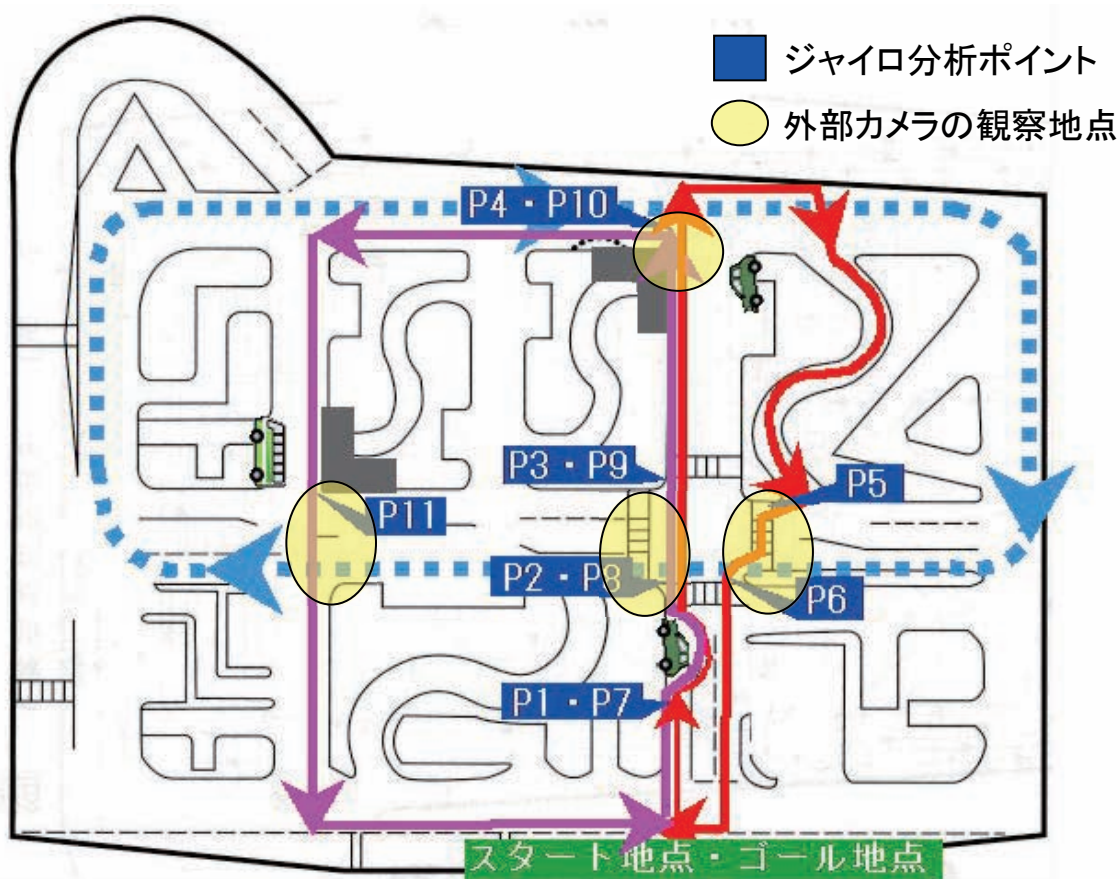 ジャイロ分析ポイント
外部カメラの観察地点
P4・P10
P3・P9
P5
P11
P2・P8
P6
P1・P7
スタート地点・ゴール地点